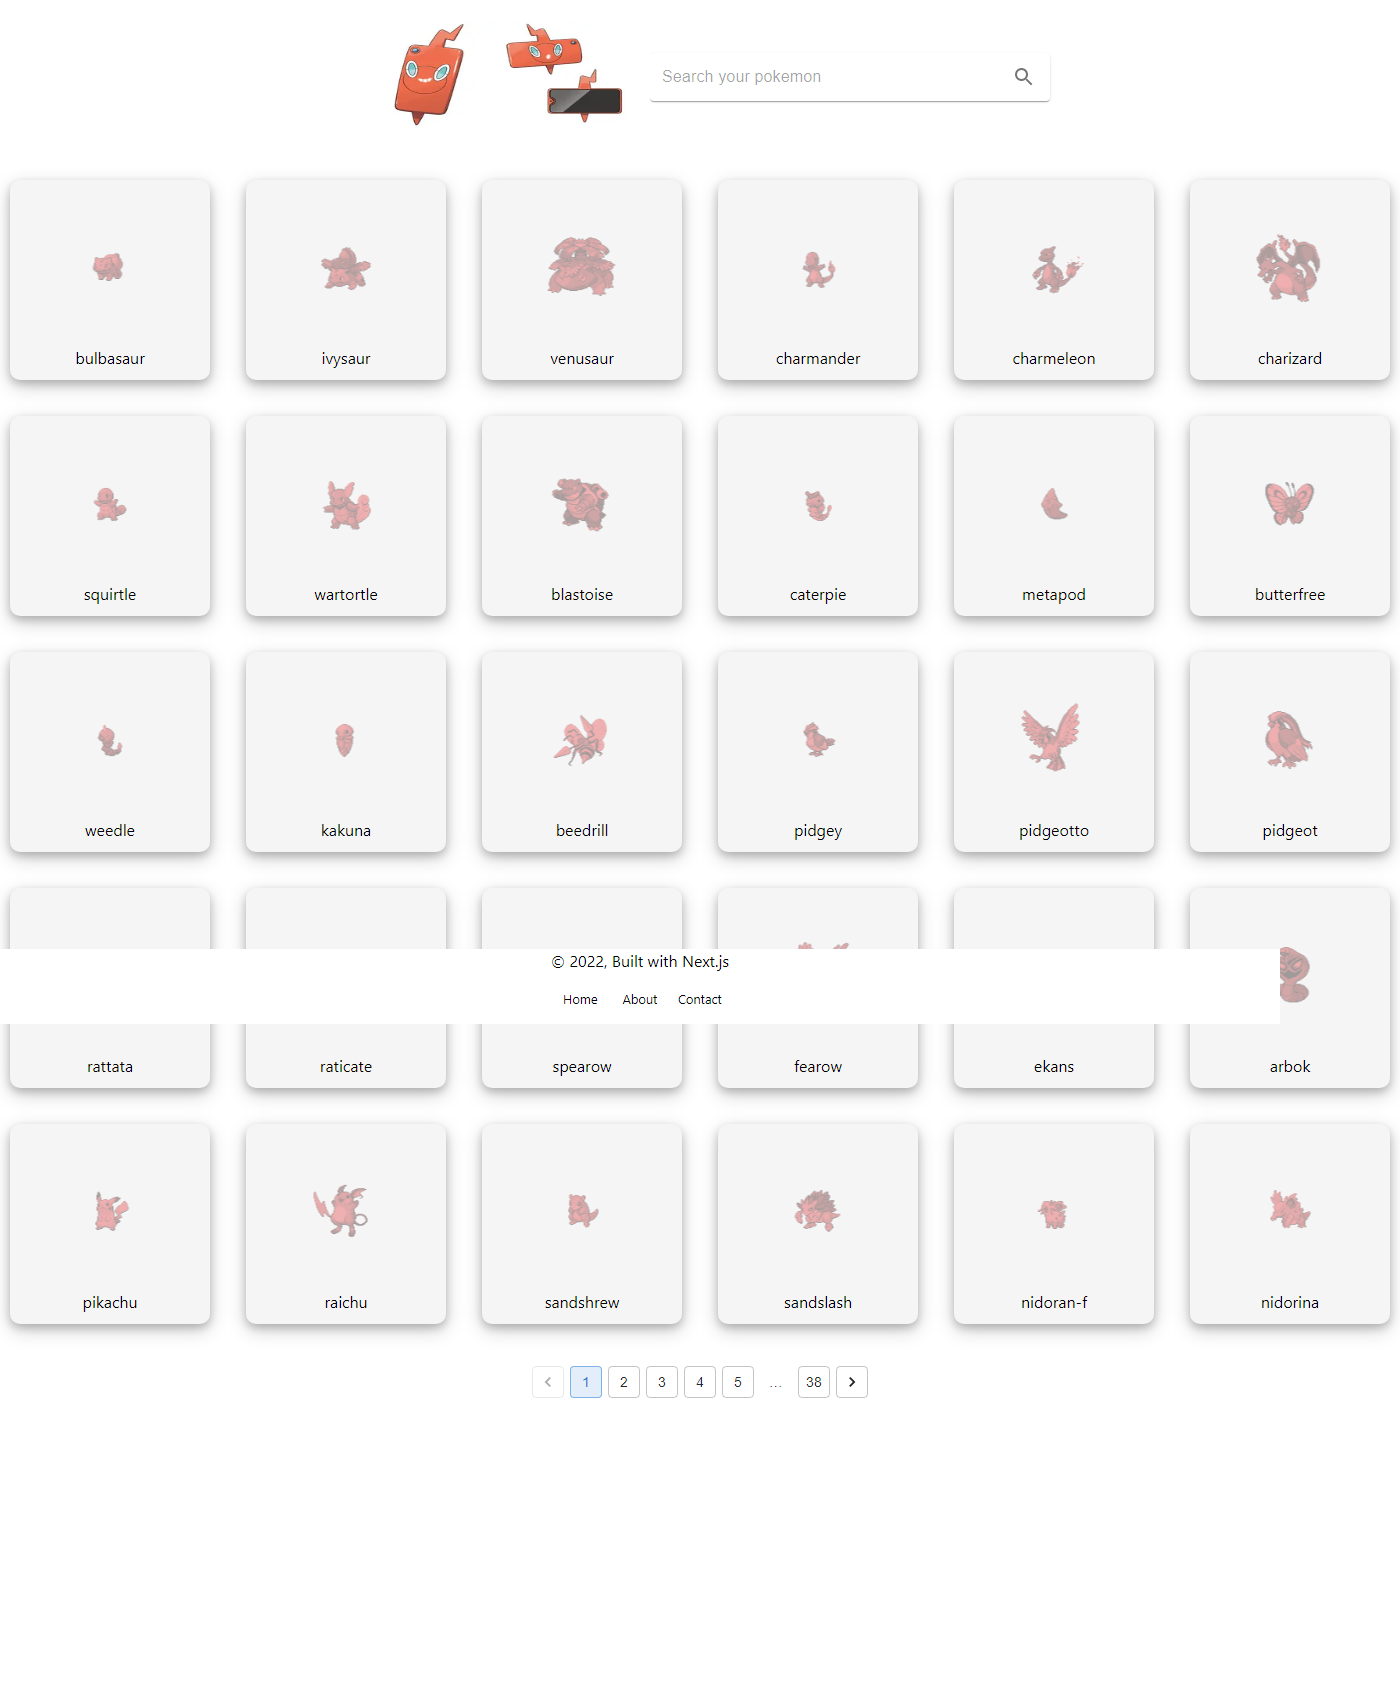 Search your pokemon
bulbasaur
ivysaur
venusaur
charmander
charmeleon
charizard
squirtle
wartortle
blastoise
caterpie
metapod
butterfree
weedle
kakuna
beedrill
pidgey
pidgeotto
pidgeot
© 2022, Built with Next.js
Home About Contact
rattata
raticate
spearow
fearow
ekans
arbok
pikachu
raichu
sandshrew
sandslash
nidoran-f
nidorina
1 2 3 4 5 ... 38